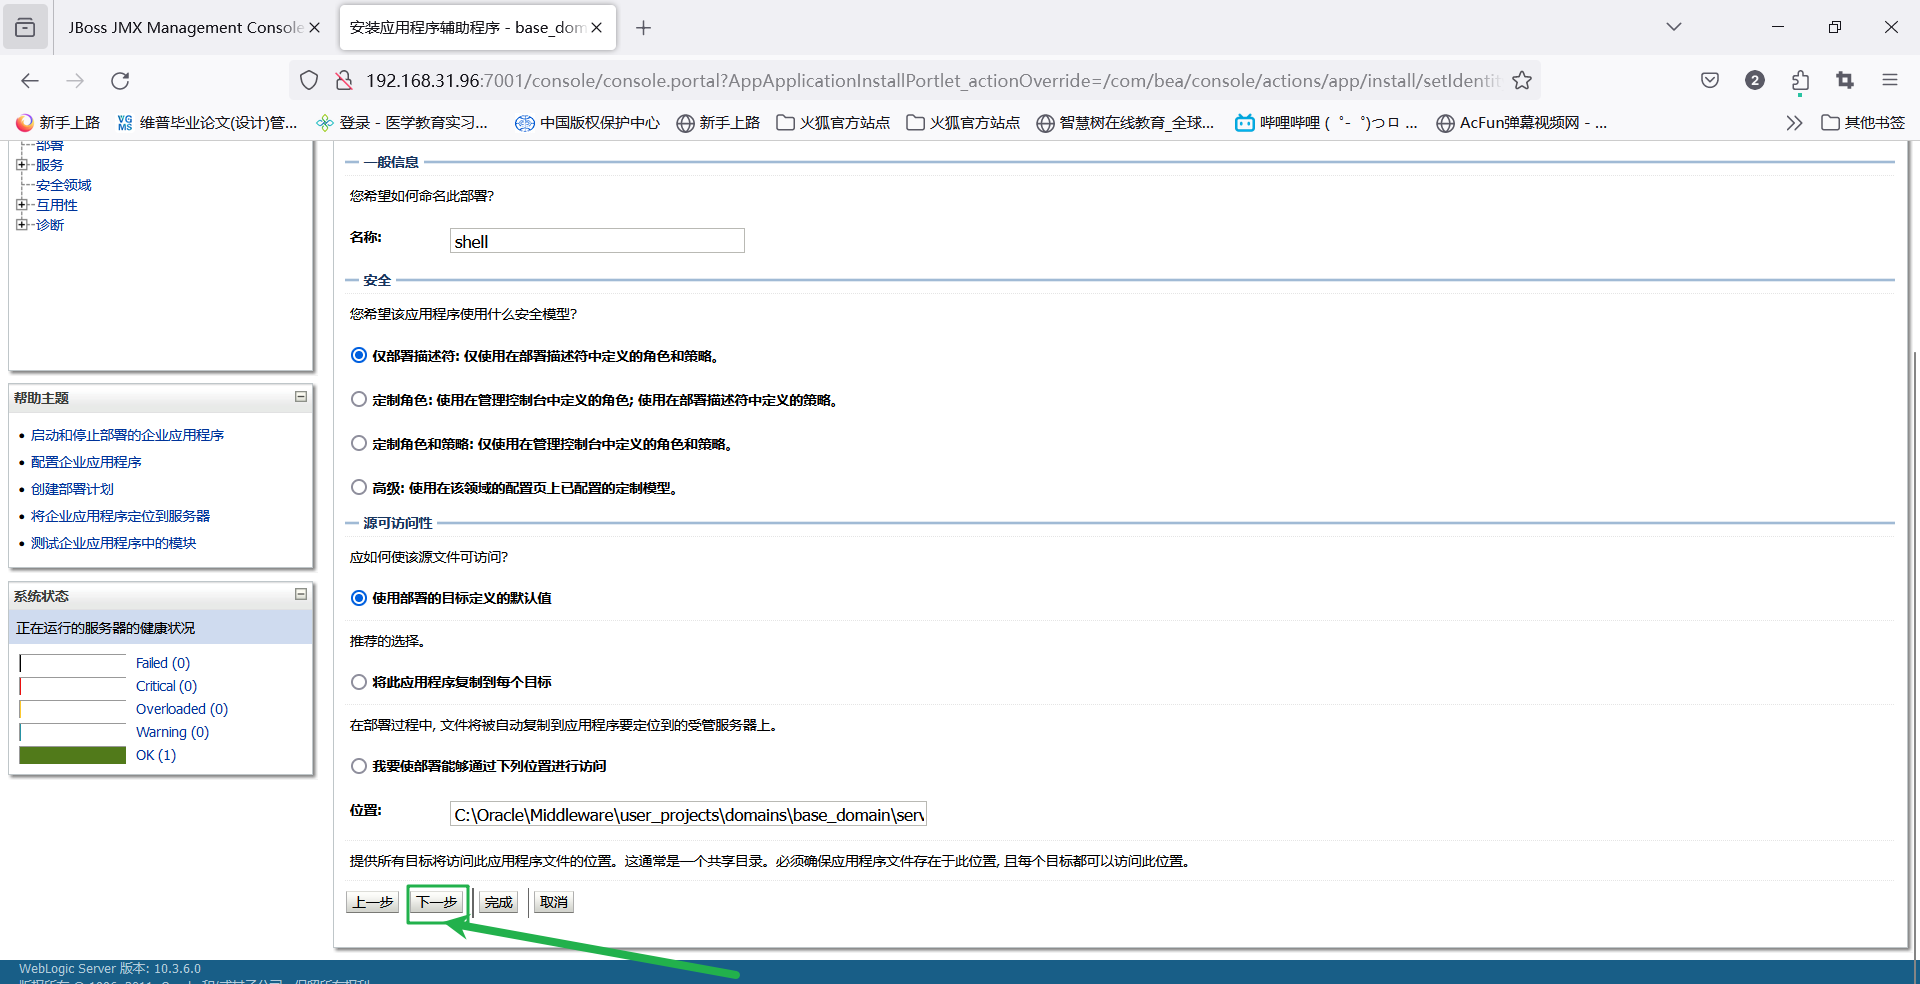 JBoss JMX Management Console
安装应用程序辅助程序 - base_dom
192.168.31.96:7001/console/console.portal?AppApplicationInstallPortlet_actionOverride=/com/bea/console/actions/app/install/setIdentit
2
新手上路
VG MS 维普毕业论文(设计)管...
登录 - 医学教育实习...
中国版权保护中心
新手上路
火狐官方站点
火狐官方站点
智慧树在线教育_全球...
哔哩哔哩 ( ゜- ゜)つロ ...
AcFun弹幕视频网 - ...
其他书签
部署
服务
安全领域
互用性
诊断
帮助主题
启动和停止部署的企业应用程序
配置企业应用程序
创建部署计划
将企业应用程序定位到服务器
测试企业应用程序中的模块
系统状态
正在运行的服务器的健康状况
Failed (0)
Critical (0)
Overloaded (0)
Warning (0)
OK (1)
一般信息
您希望如何命名此部署?
名称: shell
安全
您希望该应用程序使用什么安全模型?
仅部署描述符: 仅使用在部署描述符中定义的角色和策略。
定制角色: 使用在管理控制台中定义的角色; 使用在部署描述符中定义的策略。
定制角色和策略: 仅使用在管理控制台中定义的角色和策略。
高级: 使用在该领域的配置页上已配置的定制模型。
源可访问性
应如何使该源文件可访问?
使用部署的目标定义的默认值
推荐的选择。
将此应用程序复制到每个目标
在部署过程中, 文件将被自动复制到应用程序要定位到的受管服务器上。
我要使部署能够通过下列位置进行访问
位置: C:\Oracle\Middleware\user_projects\domains\base_domain\serv
提供所有目标将访问此应用程序文件的位置。这通常是一个共享目录。必须确保应用程序文件存在于此位置, 且每个目标都可以访问此位置。
上一步 下一步 完成 取消
WebLogic Server 版本: 10.3.6.0